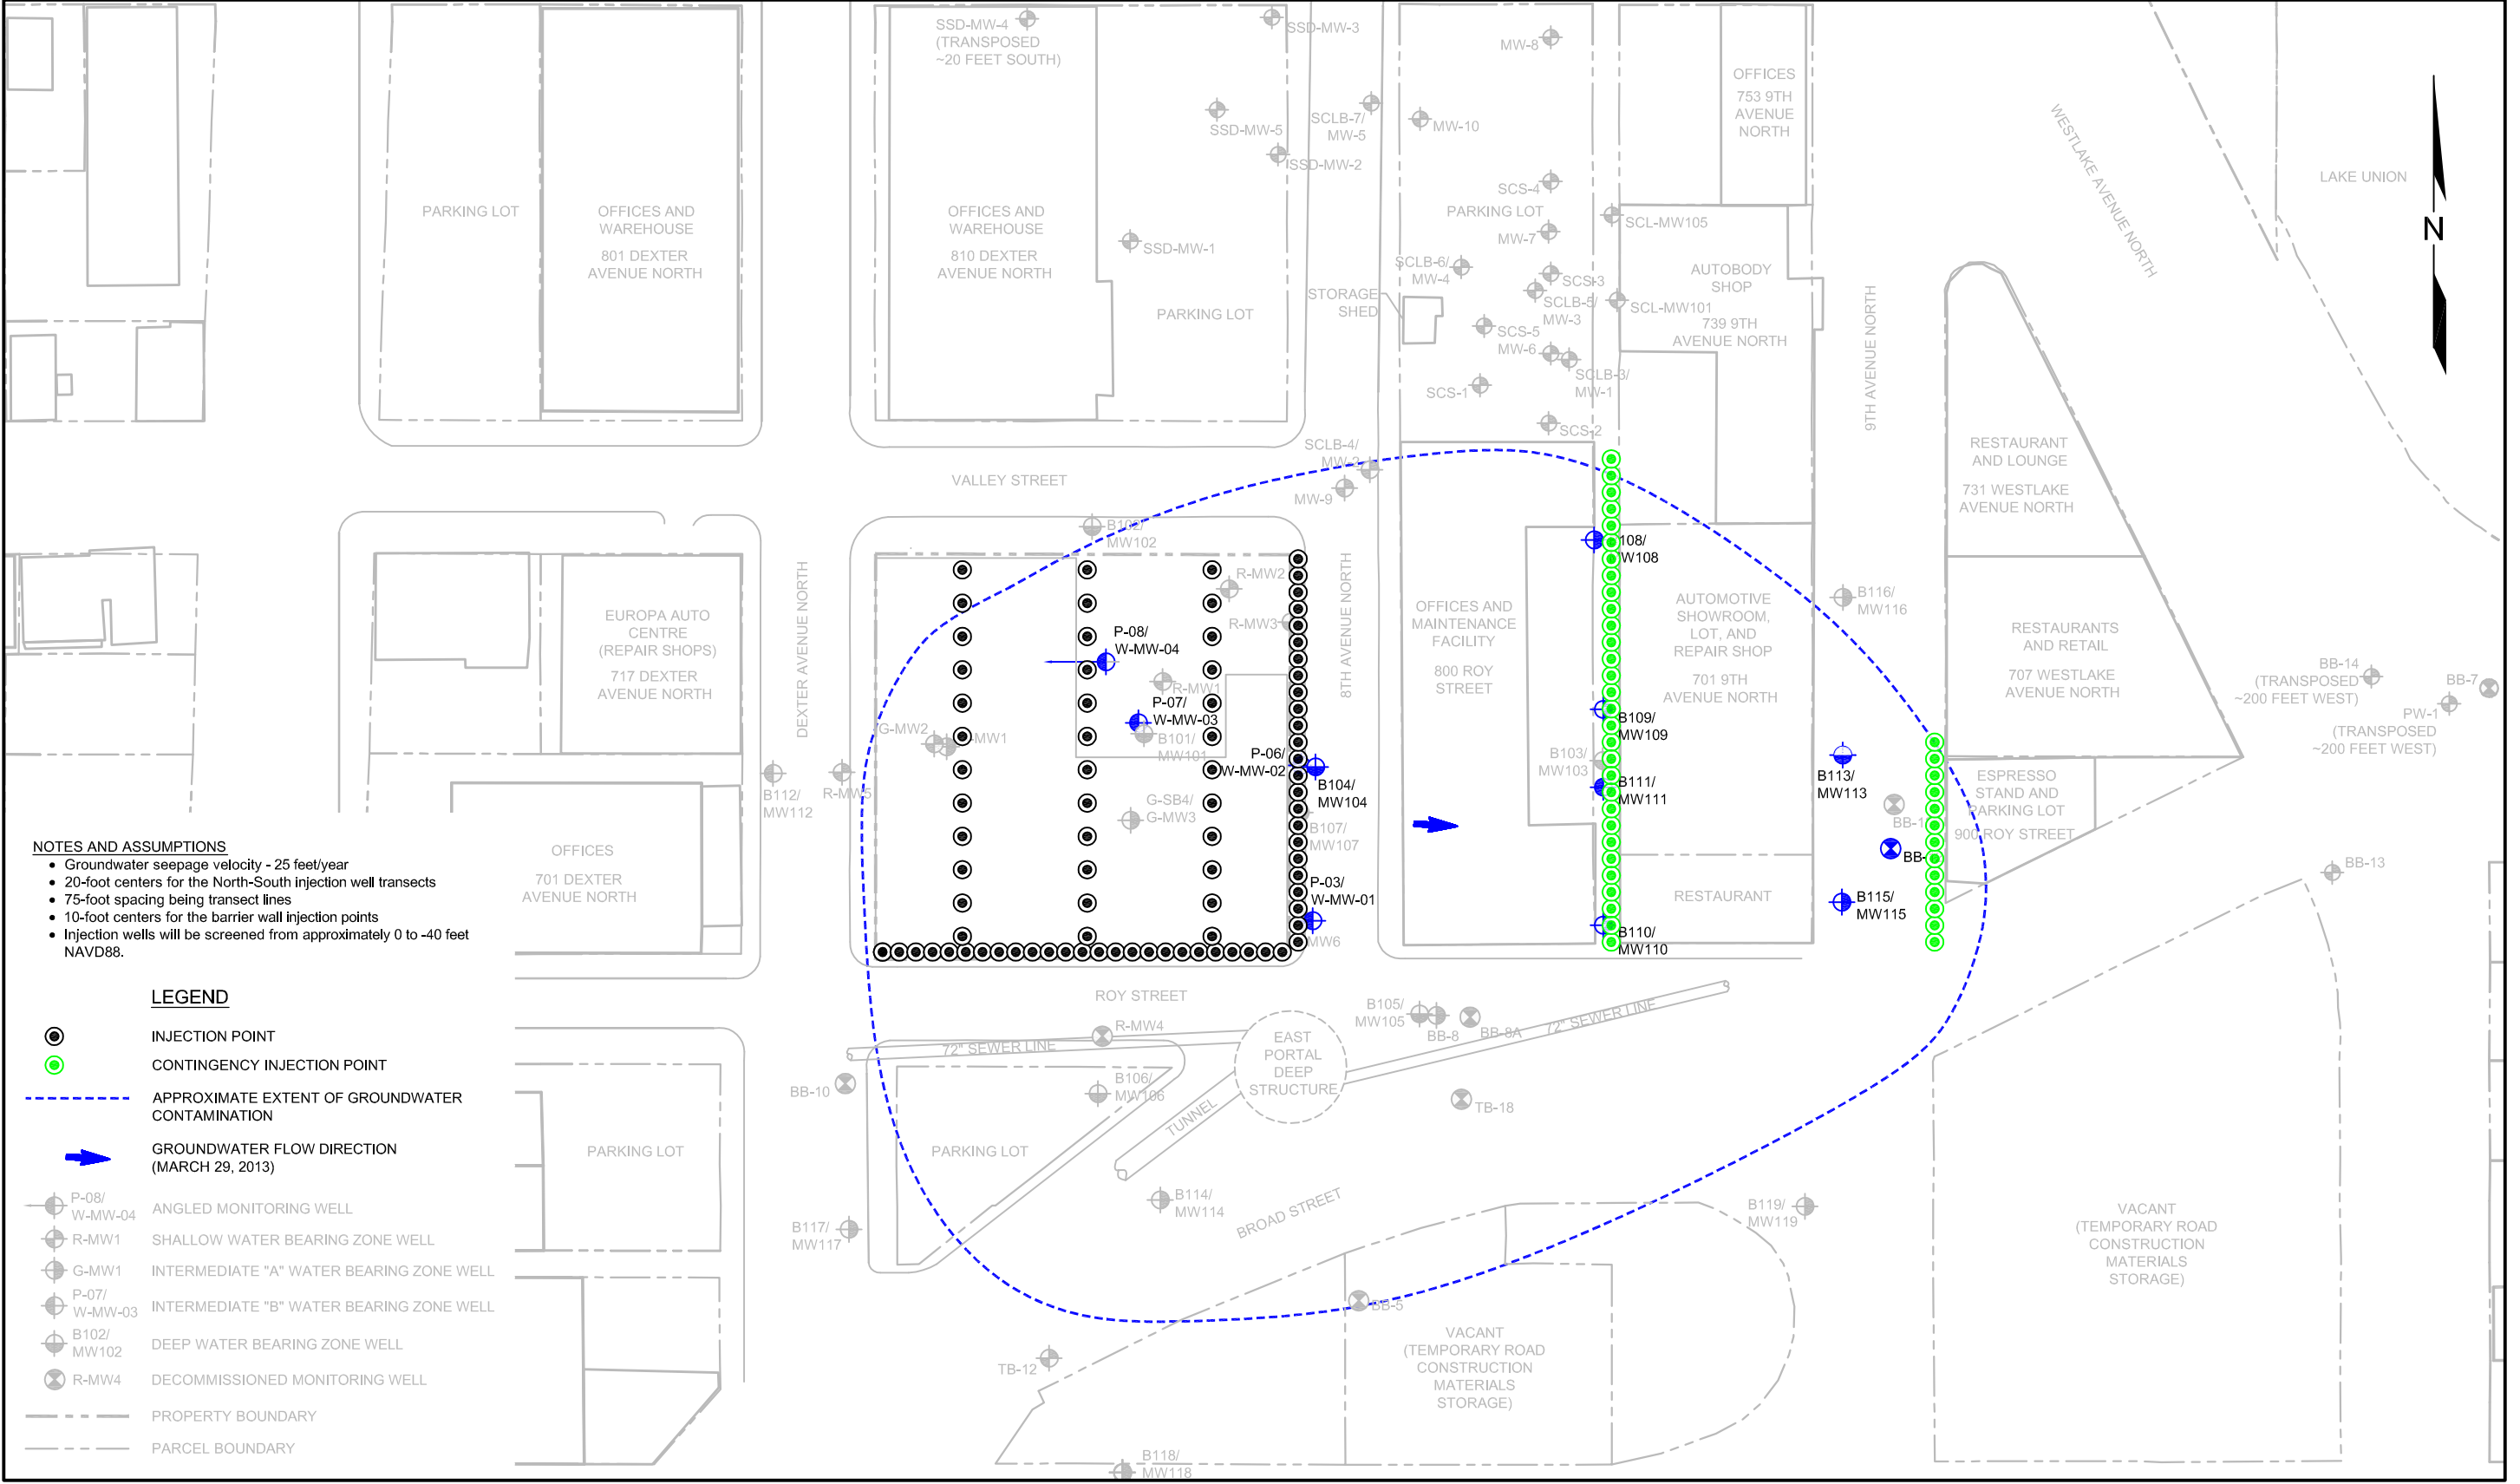 SSD-MW-4
(TRANSPOSED
~20 FEET SOUTH)
SSD-MW-3
MW-8
OFFICES
753 9TH
AVENUE
NORTH
SSD-MW-5
SCLB-7/
MW-5
MW-10
SSD-MW-2
WESTLAKE AVENUE NORTH
LAKE UNION
N
PARKING LOT
OFFICES AND
WAREHOUSE
801 DEXTER
AVENUE NORTH
OFFICES AND
WAREHOUSE
810 DEXTER
AVENUE NORTH
SSD-MW-1
PARKING LOT
SCS-4
PARKING LOT
MW-7
SCL-MW105
SCLB-6/
MW-4
SCS-3
SCLB-5/
MW-3
STORAGE
SHED
SCS-5
MW-6
SCL-MW101
AUTOBODY
SHOP
739 9TH
AVENUE NORTH
SCLB-3/
MW-1
SCS-1
SCS-2
9TH AVENUE NORTH
SCLB-4/
MW-2
MW-9
VALLEY STREET
RESTAURANT
AND LOUNGE
731 WESTLAKE
AVENUE NORTH
B102/
MW102
108/
W108
R-MW2
R-MW3
8TH AVENUE NORTH
DEXTER AVENUE NORTH
EUROPA AUTO
CENTRE
(REPAIR SHOPS)
717 DEXTER
AVENUE NORTH
P-08/
W-MW-04
R-MW1
P-07/
W-MW-03
B101/
MW101
G-MW2
-MW1
P-06/
W-MW-02
B104/
MW104
G-SB4/
G-MW3
B107/
MW107
P-03/
W-MW-01
MW6
B112/
MW112
R-MW5
OFFICES AND
MAINTENANCE
FACILITY
800 ROY
STREET
AUTOMOTIVE
SHOWROOM,
LOT, AND
REPAIR SHOP
701 9TH
AVENUE NORTH
B109/
MW109
B103/
MW103
B111/
MW111
RESTAURANT
B110/
MW110
B116/
MW116
B113/
MW113
BB-1
BB-
B115/
MW115
RESTAURANTS
AND RETAIL
707 WESTLAKE
AVENUE NORTH
ESPRESSO
STAND AND
PARKING LOT
900 ROY STREET
BB-14
(TRANSPOSED
~200 FEET WEST)
BB-7
PW-1
(TRANSPOSED
~200 FEET WEST)
BB-13
OFFICES
701 DEXTER
AVENUE NORTH
NOTES AND ASSUMPTIONS
• Groundwater seepage velocity - 25 feet/year
• 20-foot centers for the North-South injection well transects
• 75-foot spacing being transect lines
• 10-foot centers for the barrier wall injection points
• Injection wells will be screened from approximately 0 to -40 feet
NAVD88.
LEGEND
INJECTION POINT
CONTINGENCY INJECTION POINT
APPROXIMATE EXTENT OF GROUNDWATER
CONTAMINATION
GROUNDWATER FLOW DIRECTION
(MARCH 29, 2013)
P-08/
W-MW-04
ANGLED MONITORING WELL
R-MW1
SHALLOW WATER BEARING ZONE WELL
G-MW1
INTERMEDIATE "A" WATER BEARING ZONE WELL
P-07/
W-MW-03
INTERMEDIATE "B" WATER BEARING ZONE WELL
B102/
MW102
DEEP WATER BEARING ZONE WELL
R-MW4
DECOMMISSIONED MONITORING WELL
PROPERTY BOUNDARY
PARCEL BOUNDARY
ROY STREET
R-MW4
72" SEWER LINE
EAST
PORTAL
DEEP
STRUCTURE
B105/
MW105
BB-8
BB-8A
72" SEWER LINE
BB-10
B106/
MW106
TUNNEL
TB-18
PARKING LOT
PARKING LOT
B114/
MW114
BROAD STREET
B117/
MW117
B119/
MW119
BB-5
TB-12
VACANT
(TEMPORARY ROAD
CONSTRUCTION
MATERIALS
STORAGE)
VACANT
(TEMPORARY ROAD
CONSTRUCTION
MATERIALS
STORAGE)
B118/
MW118